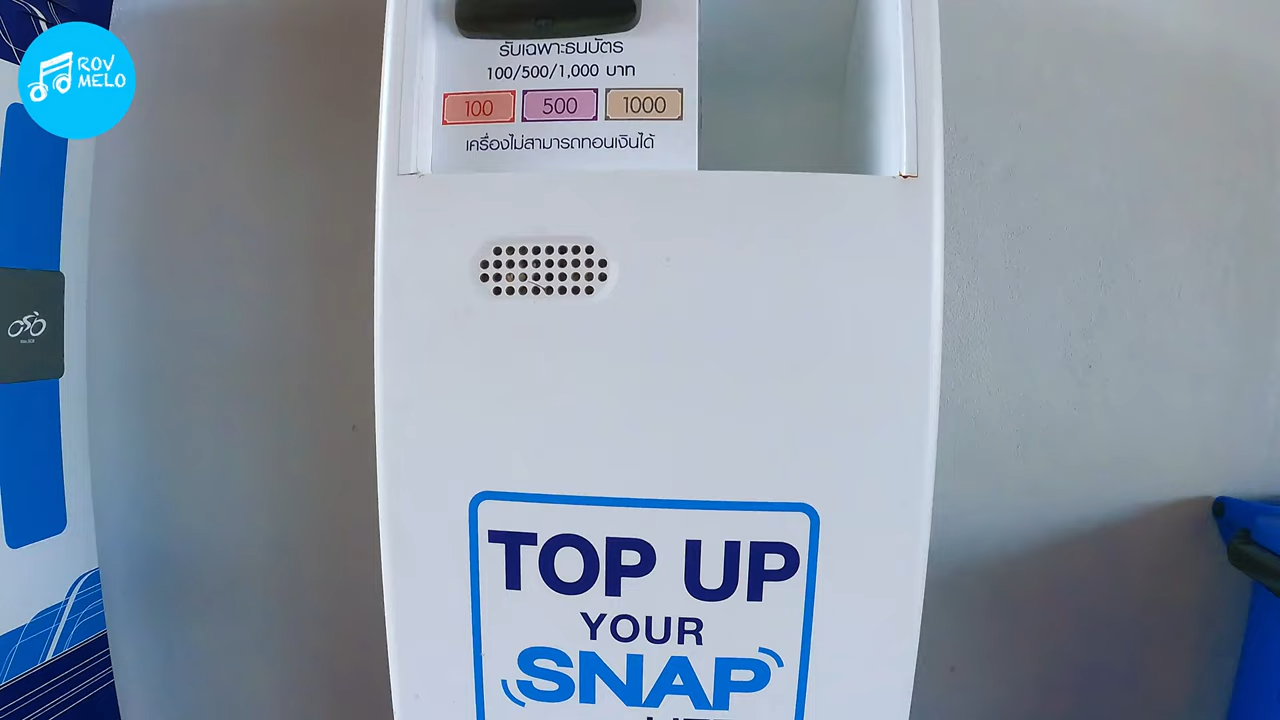 ROV
MELO
รับเฉพาะธนบัตร
100/500/1,000 บาท
100 500 1000
เครื่องไม่สามารถทอนเงินได้
TOP UP
YOUR
SNAP